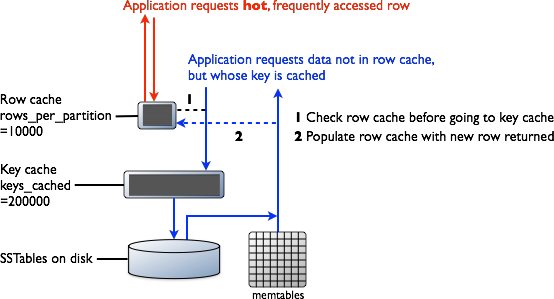 Application requests hot, frequently accessed row
Application requests data not in row cache,
but whose key is cached
Row cache
rows_per_partition
=10000
1
1 Check row cache before going to key cache
2
2 Populate row cache with new row returned
Key cache
keys_cached
=200000
SSTables on disk
memtables